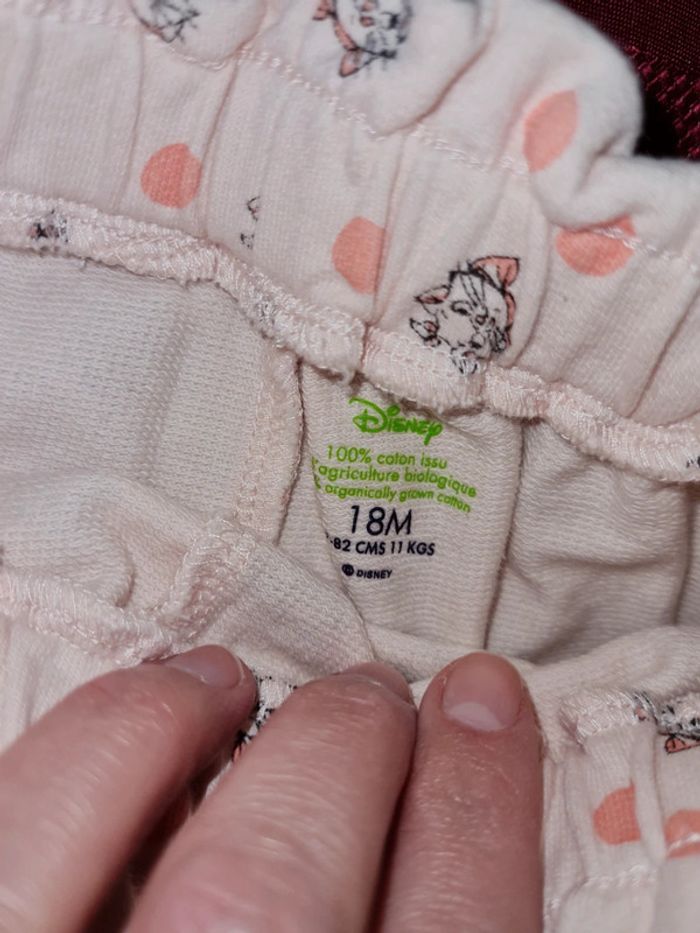 Disney
100% coton issu
l'agriculture biologique
organically grown cotton
18M
-82 CMS 11 KGS
© DISNEY